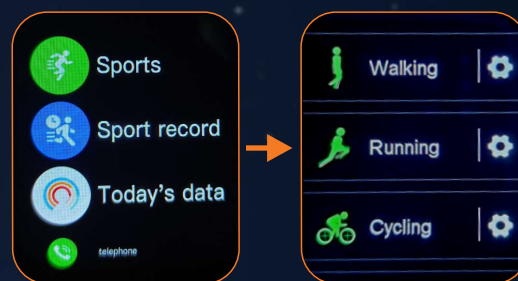 Sports
Sport record
Today's data
telephone
Walking
Running
Cycling